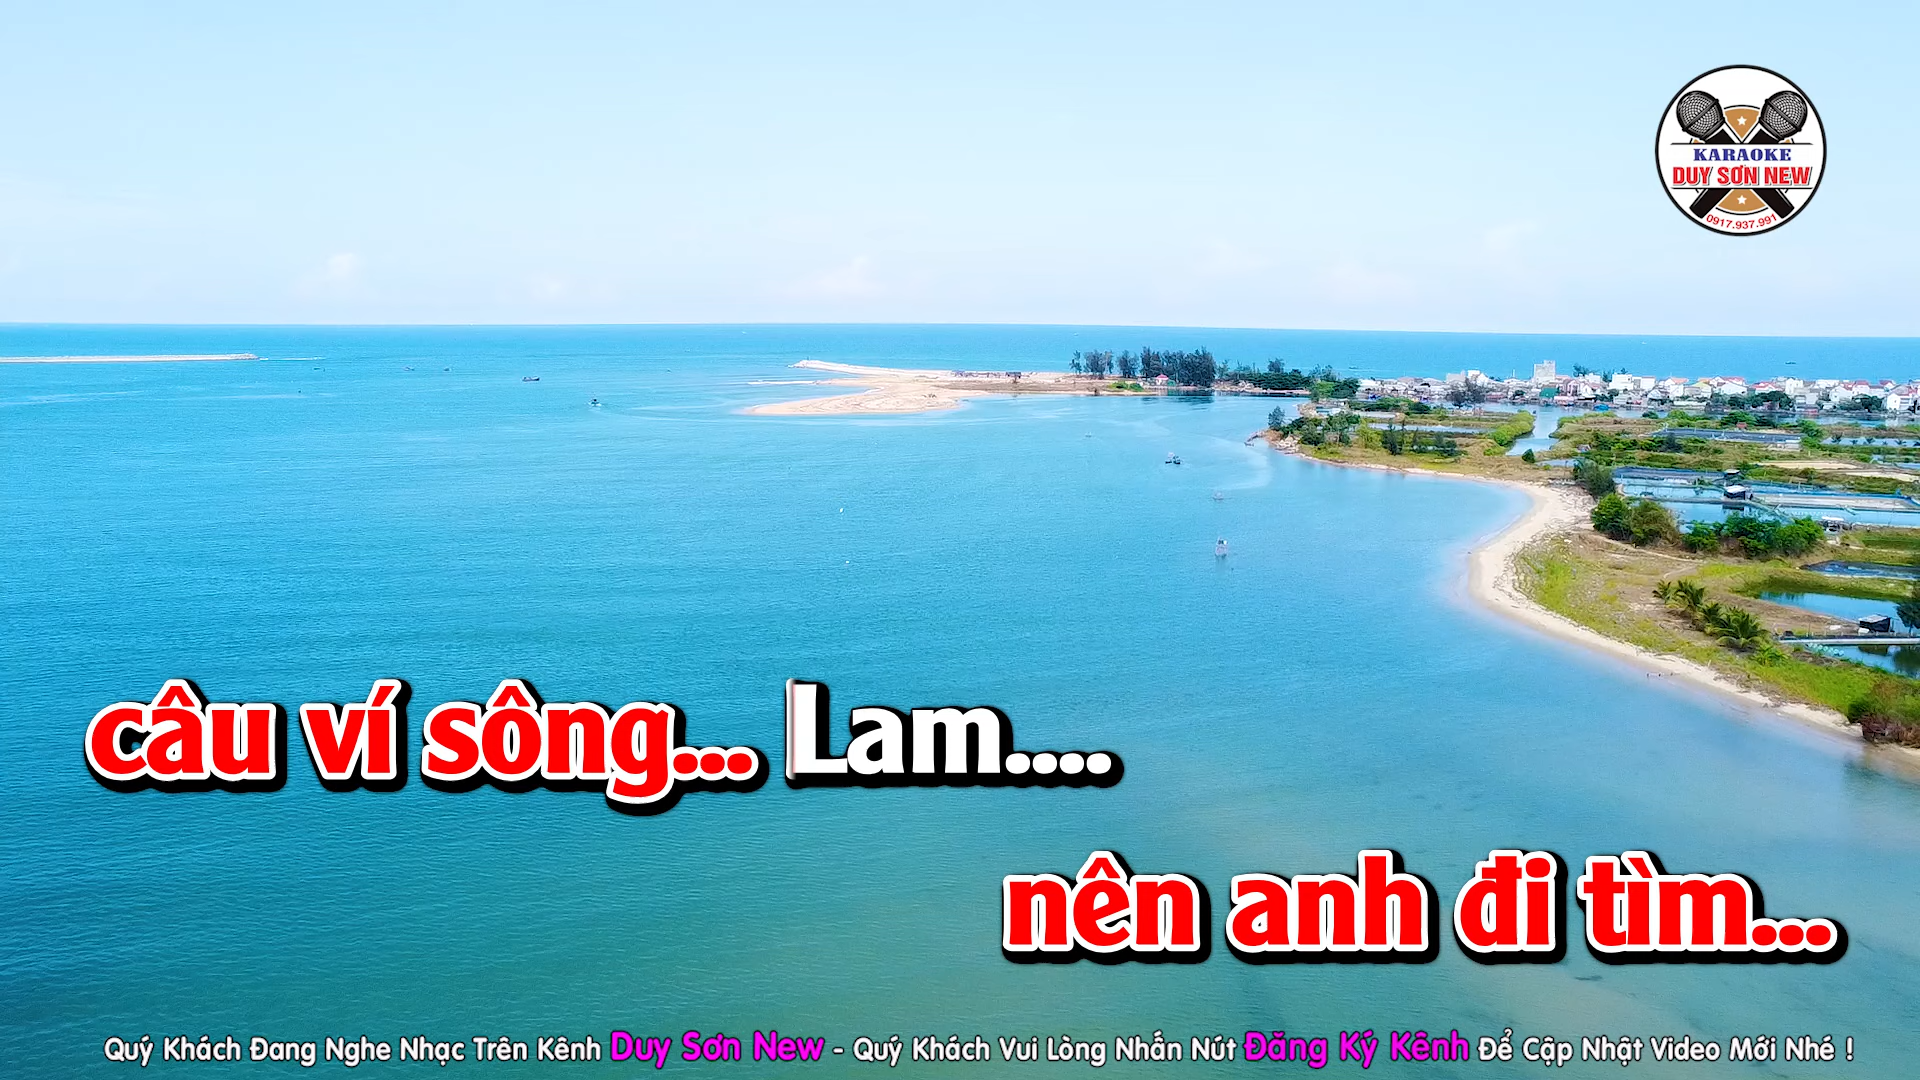 KARAOKE
DUY SƠN NEW
0917.937.991
câu ví sông... Lam....
nên anh đi tìm...
Quý Khách Đang Nghe Nhạc Trên Kênh Duy Sơn New - Quý Khách Vui Lòng Nhấn Nút Đăng Ký Kênh Để Cập Nhật Video Mới Nhé !